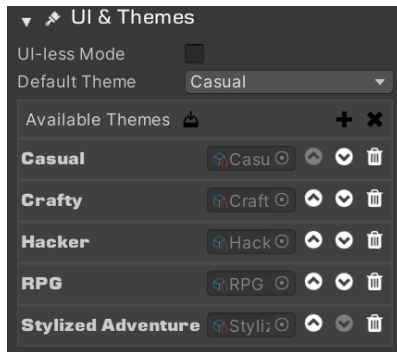 UI & Themes
UI-less Mode
Default Theme Casual
Available Themes
Casual Casu
Crafty Craft
Hacker Hack
RPG RPG
Stylized Adventure Styliz